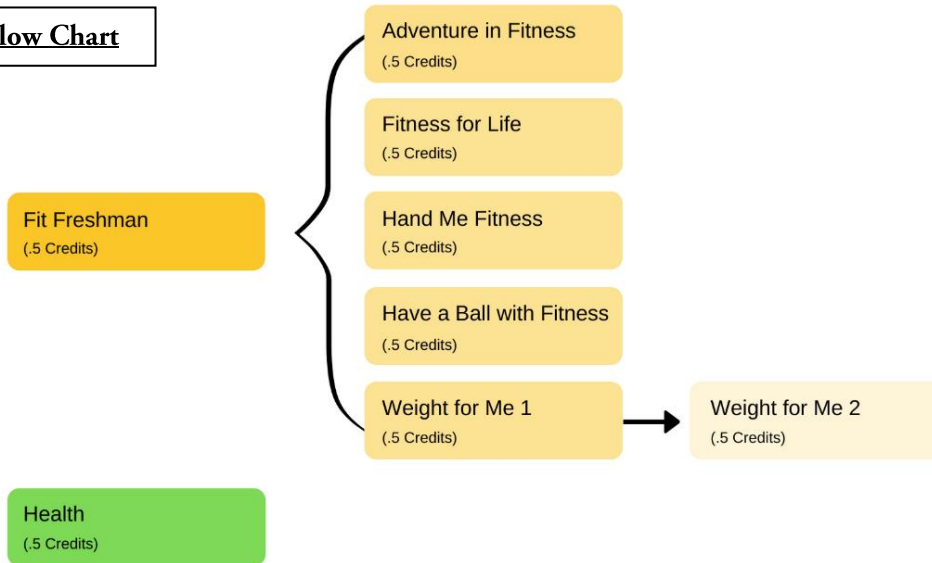 low Chart
Adventure in Fitness
(.5 Credits)
Fitness for Life
(.5 Credits)
Fit Freshman
(.5 Credits)
Hand Me Fitness
(.5 Credits)
Have a Ball with Fitness
(.5 Credits)
Weight for Me 1
(.5 Credits)
Weight for Me 2
(.5 Credits)
Health
(.5 Credits)